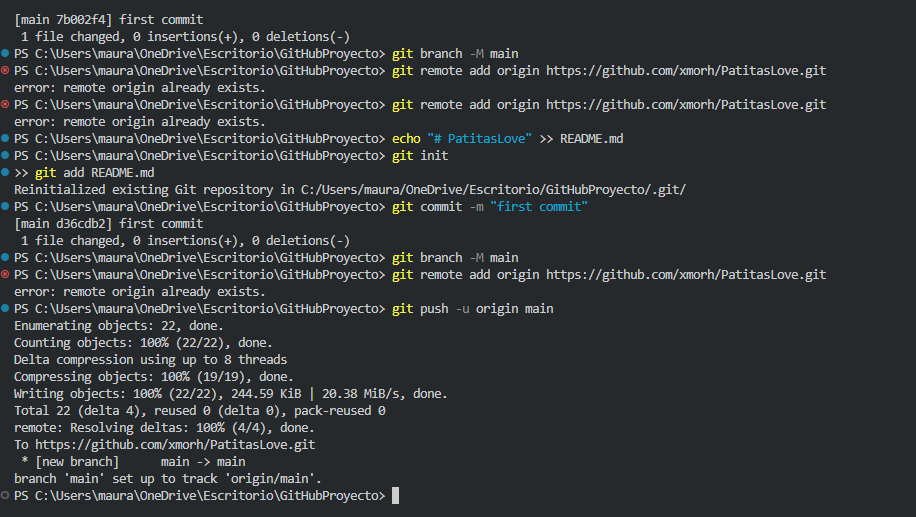 [main 7b002f4] first commit
 1 file changed, 0 insertions(+), 0 deletions(-)
PS C:\Users\maura\OneDrive\Escritorio\GitHubProyecto> git branch -M main
PS C:\Users\maura\OneDrive\Escritorio\GitHubProyecto> git remote add origin https://github.com/xmorh/PatitasLove.git
error: remote origin already exists.
PS C:\Users\maura\OneDrive\Escritorio\GitHubProyecto> git remote add origin https://github.com/xmorh/PatitasLove.git
error: remote origin already exists.
PS C:\Users\maura\OneDrive\Escritorio\GitHubProyecto> echo "# PatitasLove" >> README.md
PS C:\Users\maura\OneDrive\Escritorio\GitHubProyecto> git init
>> git add README.md
Reinitialized existing Git repository in C:/Users/maura/OneDrive/Escritorio/GitHubProyecto/.git/
PS C:\Users\maura\OneDrive\Escritorio\GitHubProyecto> git commit -m "first commit"
[main d36cdb2] first commit
 1 file changed, 0 insertions(+), 0 deletions(-)
PS C:\Users\maura\OneDrive\Escritorio\GitHubProyecto> git branch -M main
PS C:\Users\maura\OneDrive\Escritorio\GitHubProyecto> git remote add origin https://github.com/xmorh/PatitasLove.git
error: remote origin already exists.
PS C:\Users\maura\OneDrive\Escritorio\GitHubProyecto> git push -u origin main
Enumerating objects: 22, done.
Counting objects: 100% (22/22), done.
Delta compression using up to 8 threads
Compressing objects: 100% (19/19), done.
Writing objects: 100% (22/22), 244.59 KiB | 20.38 MiB/s, done.
Total 22 (delta 4), reused 0 (delta 0), pack-reused 0
remote: Resolving deltas: 100% (4/4), done.
To https://github.com/xmorh/PatitasLove.git
 * [new branch]      main -> main
branch 'main' set up to track 'origin/main'.
PS C:\Users\maura\OneDrive\Escritorio\GitHubProyecto>